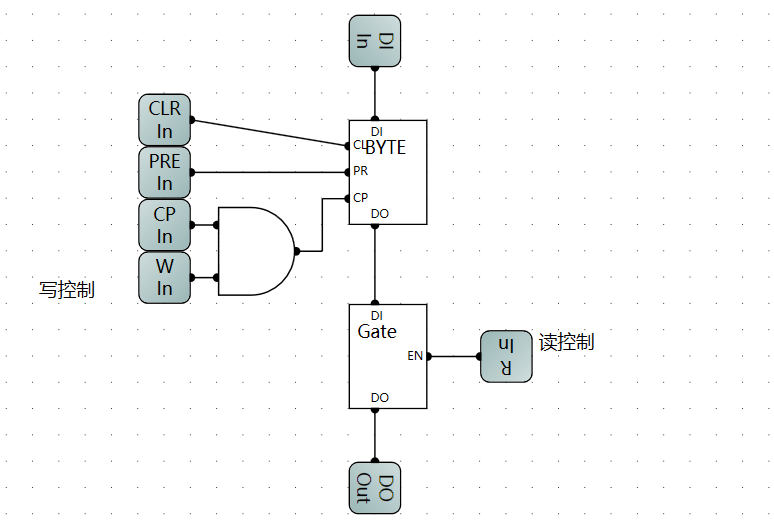 DI
In
CLR
In
PRE
In
CP
In
W
In
写控制
DI
CL
BYTE
PR
CP
DO
DI
Gate
EN
DO
R
In
读控制
DO
Out